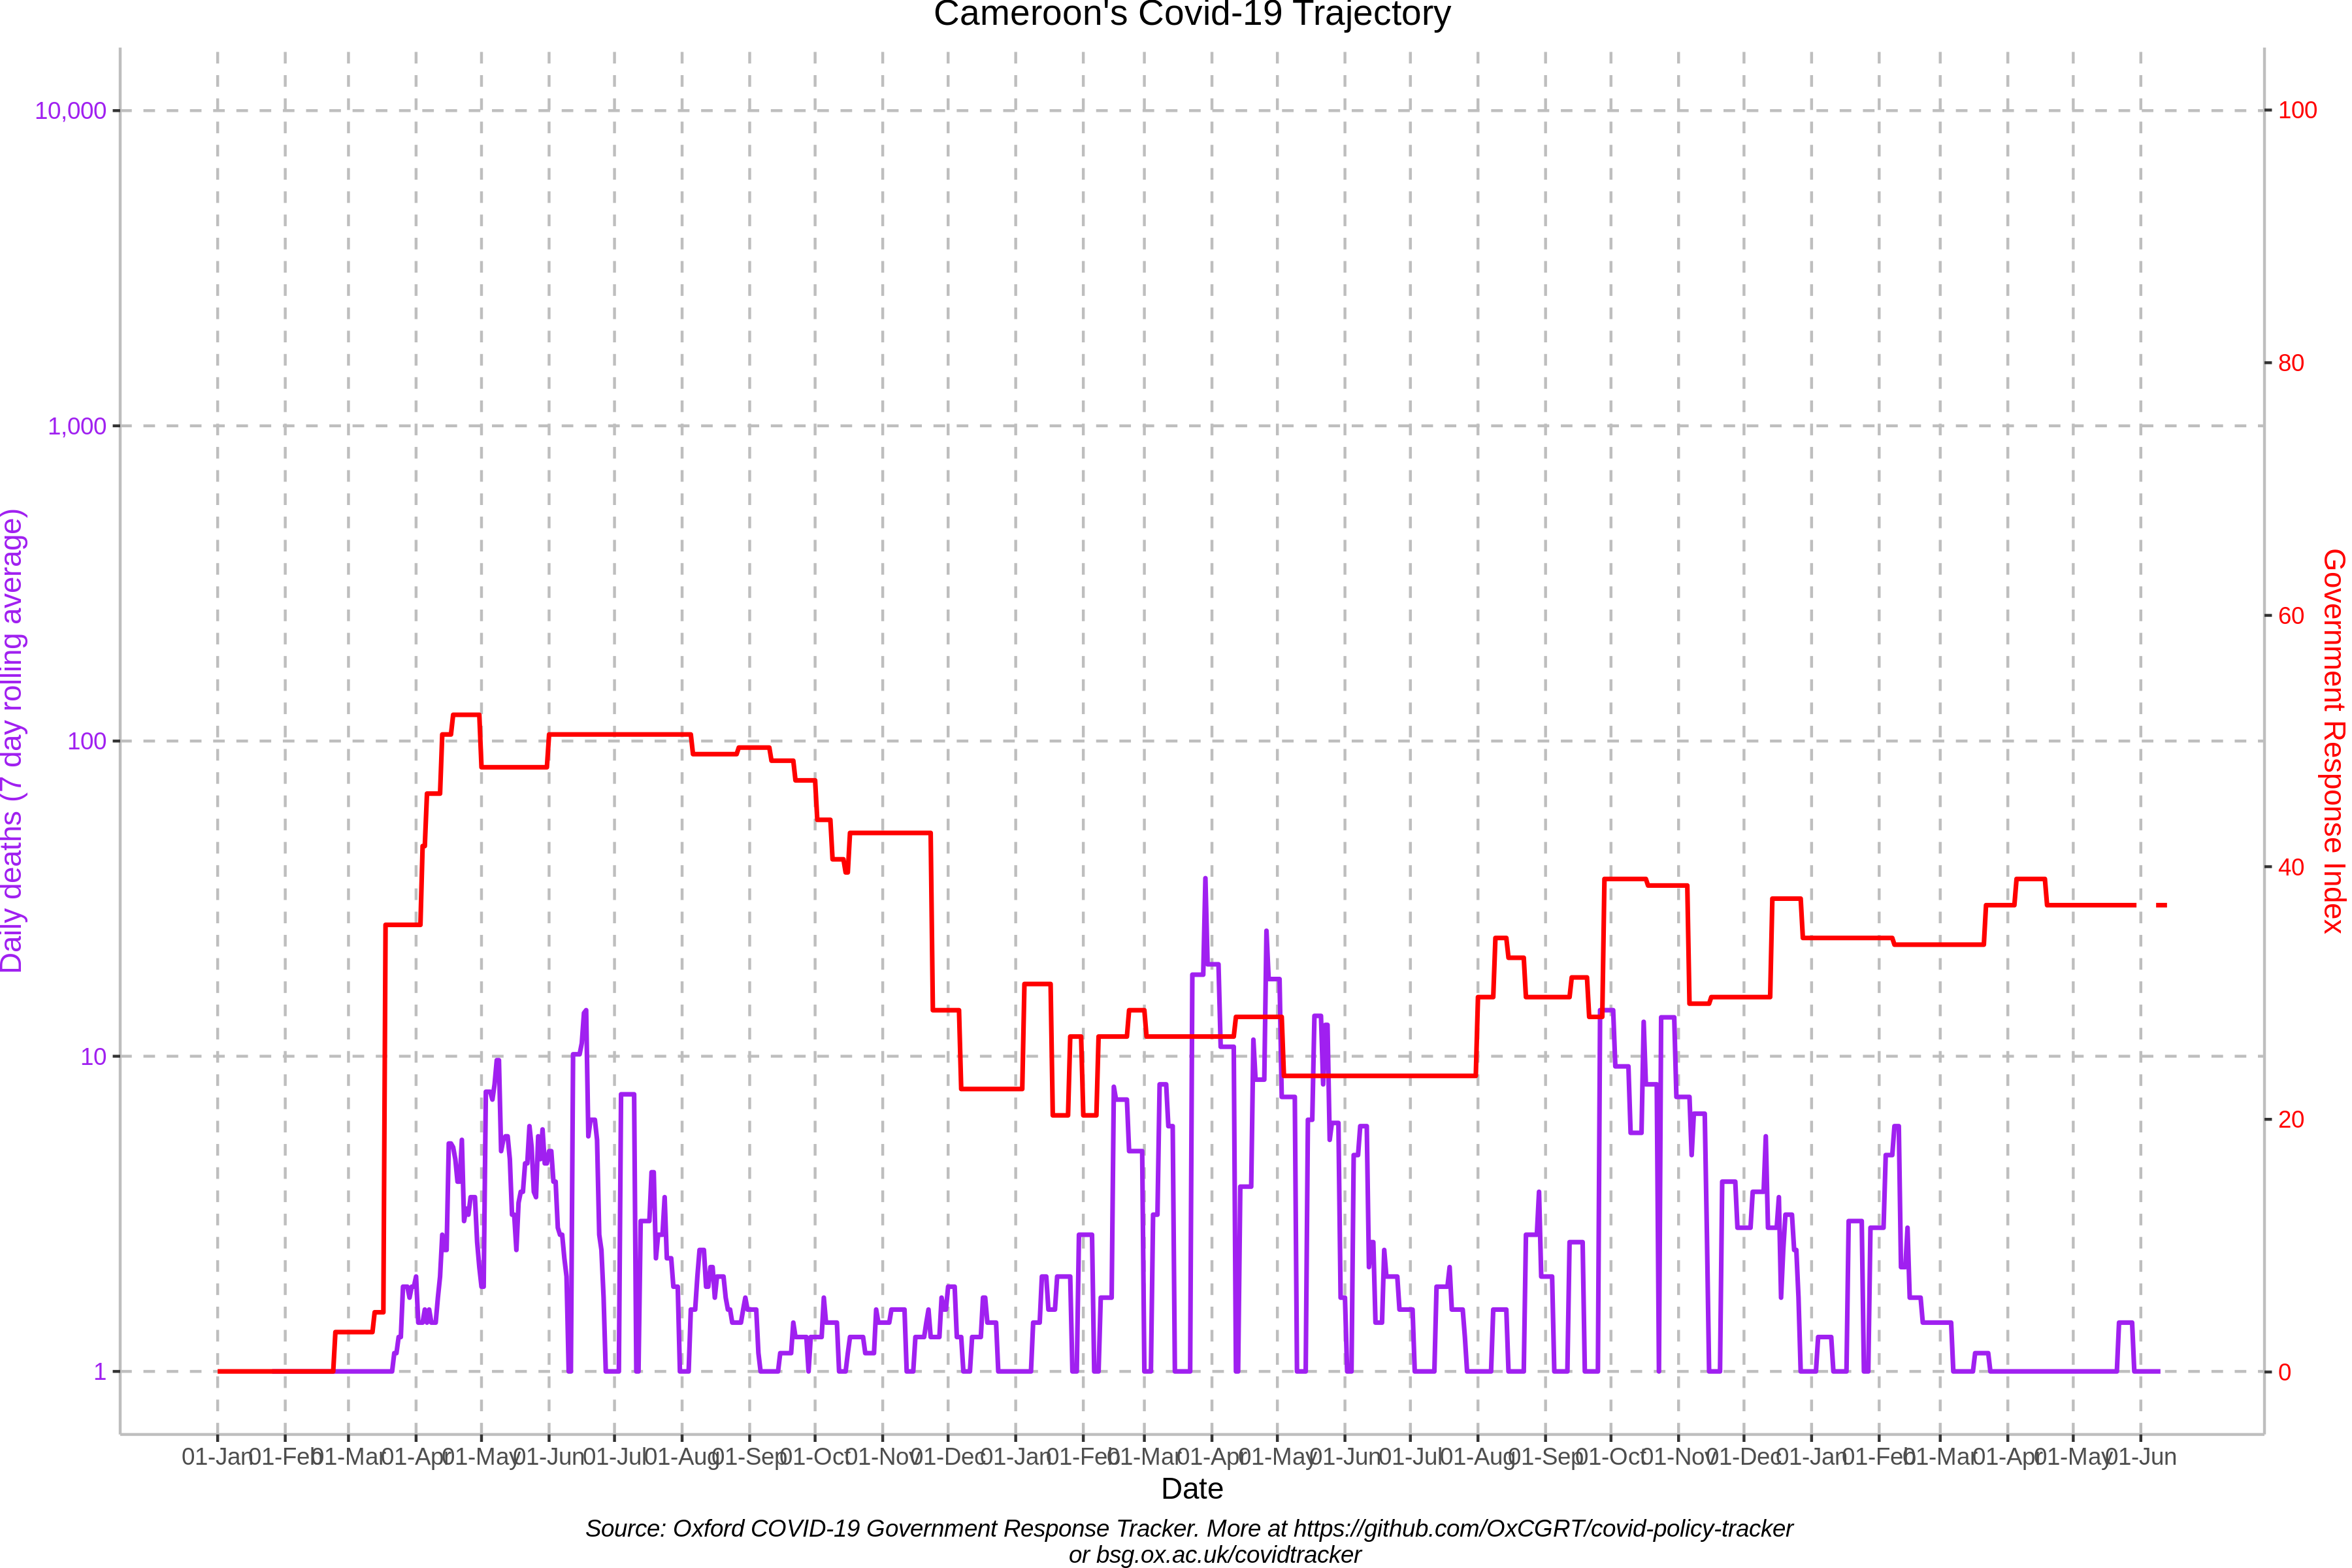 Cameroon's Covid-19 Trajectory
Daily deaths (7 day rolling average)
10,000
1,000
100
10
1
Government Response Index
100
80
60
40
20
0
01-Jan 01-Feb 01-Mar 01-Apr 01-May 01-Jun 01-Jul 01-Aug 01-Sep 01-Oct 01-Nov 01-Dec 01-Jan 01-Feb 01-Mar 01-Apr 01-May 01-Jun 01-Jul 01-Aug 01-Sep 01-Oct 01-Nov 01-Dec 01-Jan 01-Feb 01-Mar 01-Apr 01-May 01-Jun
Date
Source: Oxford COVID-19 Government Response Tracker. More at https://github.com/OxCGRT/covid-policy-tracker
or bsg.ox.ac.uk/covidtracker